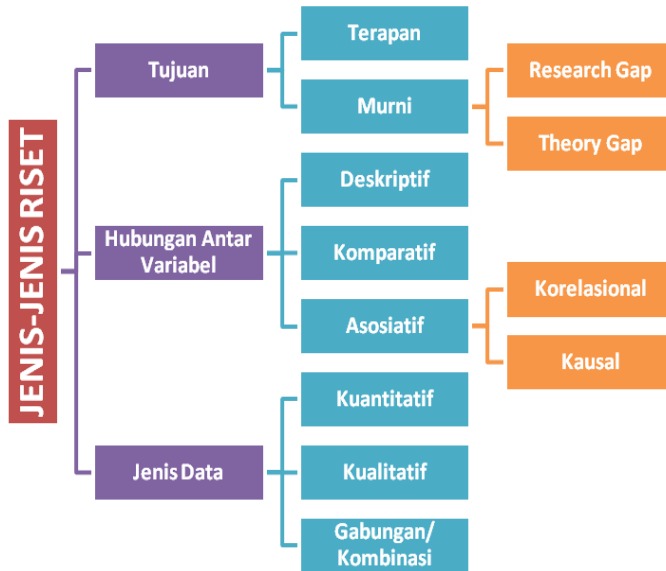 JENIS-JENIS RISET
Tujuan
Terapan
Murni
Research Gap
Theory Gap
Hubungan Antar
Variabel
Deskriptif
Komparatif
Asosiatif
Korelasional
Kausal
Jenis Data
Kuantitatif
Kualitatif
Gabungan/
Kombinasi